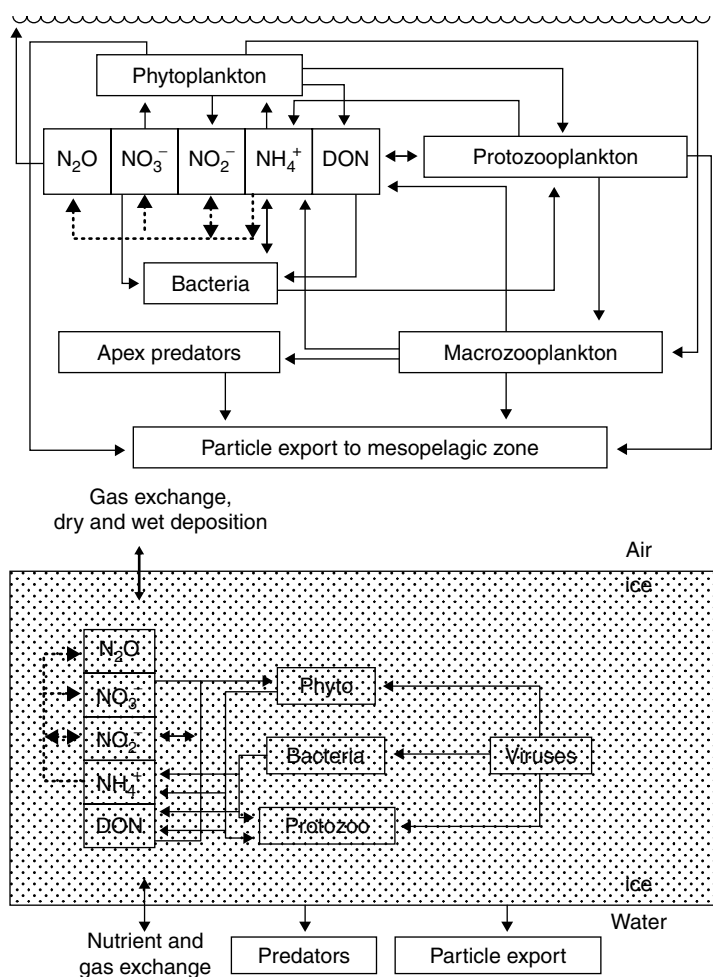 Phytoplankton
N₂O NO₃⁻ NO₂⁻ NH₄⁺ DON
Protozooplankton
Bacteria
Apex predators
Macrozooplankton
Particle export to mesopelagic zone
Gas exchange,
dry and wet deposition
Air
ice
N₂O
NO₃⁻
NO₂⁻
NH₄⁺
DON
Phyto
Bacteria
Viruses
Protozoo
Ice
Water
Nutrient and
gas exchange
Predators
Particle export